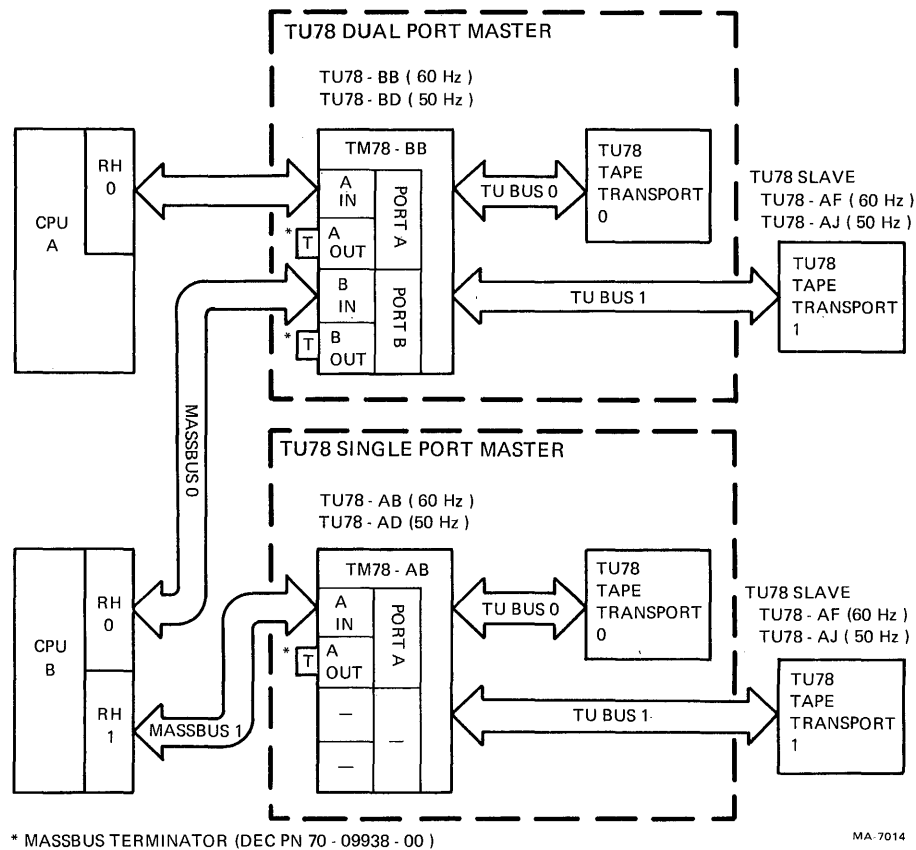 TU78 DUAL PORT MASTER
TU78 - BB ( 60 Hz )
TU78 - BD ( 50 Hz )
CPU
A
RH
0
TM78 - BB
A
IN
A
OUT
B
IN
B
OUT
PORT A
PORT B
* T
* T
TU BUS 0
TU78
TAPE
TRANSPORT
0
TU78 SLAVE
TU78 - AF ( 60 Hz )
TU78 - AJ ( 50 Hz )
TU BUS 1
TU78
TAPE
TRANSPORT
1
MASSBUS 0
TU78 SINGLE PORT MASTER
TU78 - AB ( 60 Hz )
TU78 - AD (50 Hz )
CPU
B
RH
0
RH
1
MASSBUS 1
TM78 - AB
A
IN
A
OUT
—
—
PORT A
—
* T
TU BUS 0
TU78
TAPE
TRANSPORT
0
TU78 SLAVE
TU78 - AF (60 Hz )
TU78 - AJ ( 50 Hz )
TU BUS 1
TU78
TAPE
TRANSPORT
1
* MASSBUS TERMINATOR (DEC PN 70 - 09938 - 00 )
MA-7014